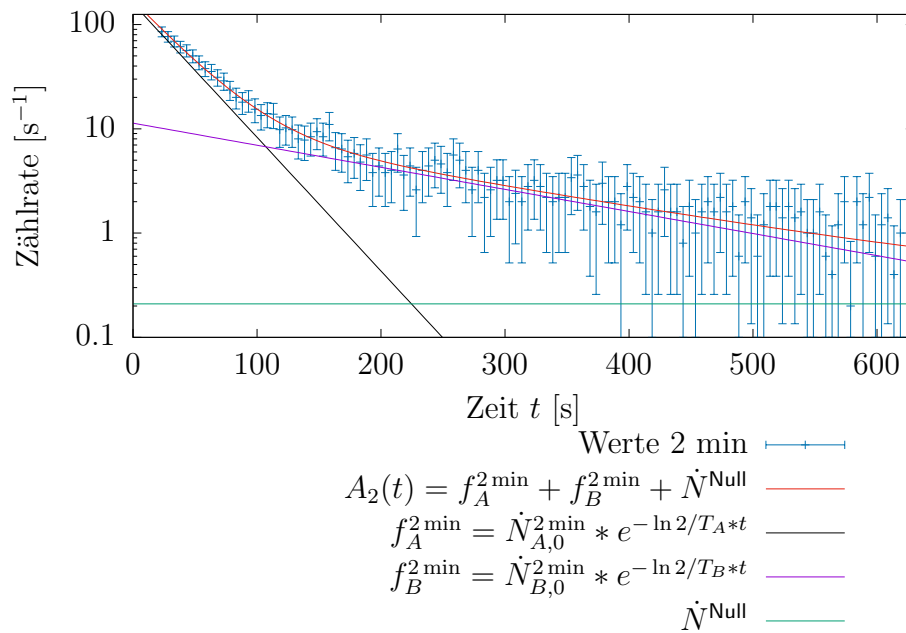 100
10
1
0.1
Zählrate [s⁻¹]
0 100 200 300 400 500 600
Zeit t [s]
Werte 2 min
A₂(t) = f_A^{2 min} + f_B^{2 min} + Ṅ^{Null}
f_A^{2 min} = Ṅ_{A,0}^{2 min} ∗ e^{−ln 2/T_A∗t}
f_B^{2 min} = Ṅ_{B,0}^{2 min} ∗ e^{−ln 2/T_B∗t}
Ṅ^{Null}